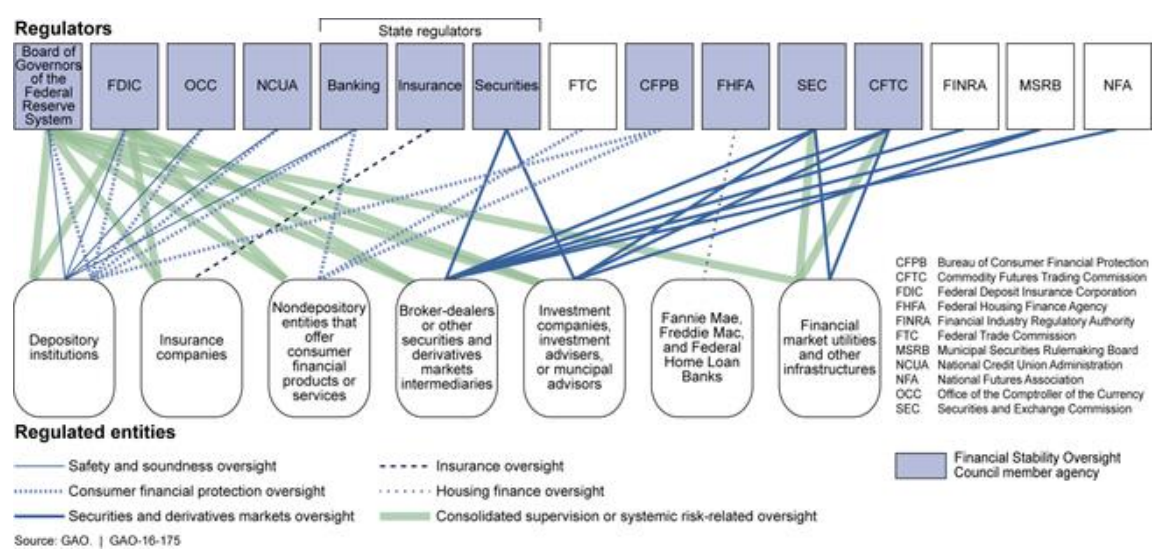 Regulators
State regulators
Board of
Governors
of the
Federal
Reserve
System
FDIC
OCC
NCUA
Banking
Insurance
Securities
FTC
CFPB
FHFA
SEC
CFTC
FINRA
MSRB
NFA
Depository
institutions
Insurance
companies
Nondepository
entities that
offer
consumer
financial
products or
services
Broker-dealers
or other
securities and
derivatives
markets
intermediaries
Investment
companies,
investment
advisers,
or muncipal
advisors
Fannie Mae,
Freddie Mac,
and Federal
Home Loan
Banks
Financial
market utilities
and other
infrastructures
CFPB Bureau of Consumer Financial Protection
CFTC Commodity Futures Trading Commission
FDIC Federal Deposit Insurance Corporation
FHFA Federal Housing Finance Agency
FINRA Financial Industry Regulatory Authority
FTC Federal Trade Commission
MSRB Municipal Securities Rulemaking Board
NCUA National Credit Union Administration
NFA National Futures Association
OCC Office of the Comptroller of the Currency
SEC Securities and Exchange Commission
Regulated entities
Safety and soundness oversight
Consumer financial protection oversight
Securities and derivatives markets oversight
Insurance oversight
Housing finance oversight
Consolidated supervision or systemic risk-related oversight
Financial Stability Oversight
Council member agency
Source: GAO. | GAO-16-175